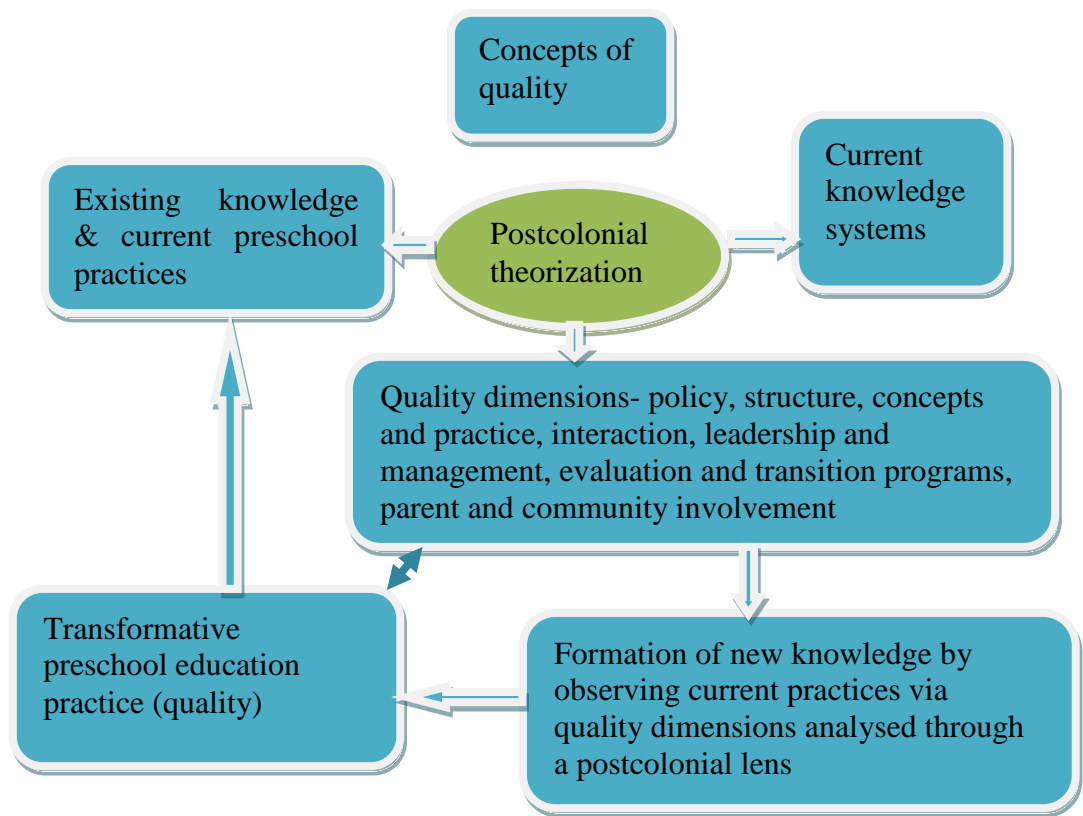 Concepts of
quality
Current
knowledge
systems
Existing knowledge
& current preschool
practices
Postcolonial
theorization
Quality dimensions- policy, structure, concepts
and practice, interaction, leadership and
management, evaluation and transition programs,
parent and community involvement
Transformative
preschool education
practice (quality)
Formation of new knowledge by
observing current practices via
quality dimensions analysed through
a postcolonial lens